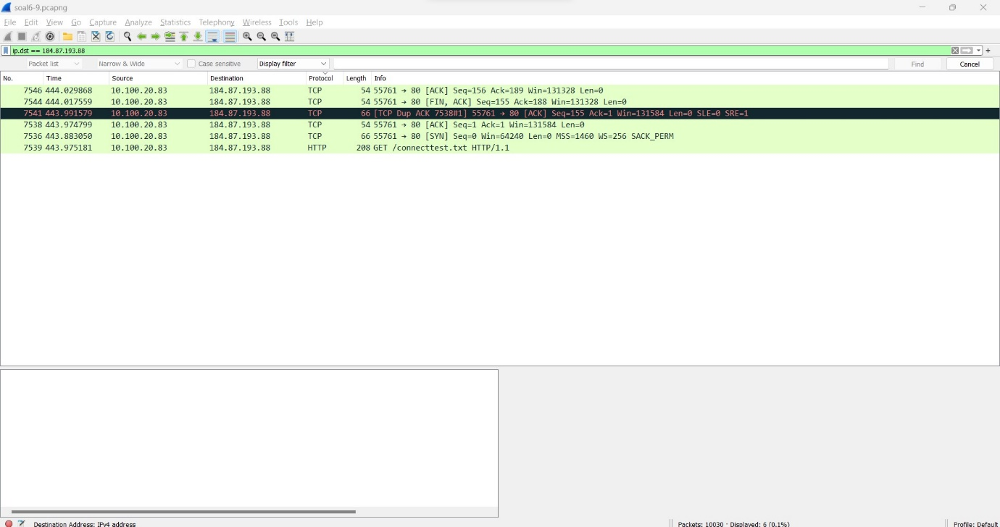 soal6-9.pcapng
File Edit View Go Capture Analyze Statistics Telephony Wireless Tools Help
ip.dst == 184.87.193.88
Packet list Narrow & Wide Case sensitive Display filter Find Cancel
No. Time Source Destination Protocol Length Info
7546 444.029868 10.100.20.83 184.87.193.88 TCP 54 55761 → 80 [ACK] Seq=156 Ack=189 Win=131328 Len=0
7544 444.017559 10.100.20.83 184.87.193.88 TCP 54 55761 → 80 [FIN, ACK] Seq=155 Ack=188 Win=131328 Len=0
7541 443.991579 10.100.20.83 184.87.193.88 TCP 66 [TCP Dup ACK 7538#1] 55761 → 80 [ACK] Seq=155 Ack=1 Win=131584 Len=0 SLE=0 SRE=1
7538 443.974799 10.100.20.83 184.87.193.88 TCP 54 55761 → 80 [ACK] Seq=1 Ack=1 Win=131584 Len=0
7536 443.883050 10.100.20.83 184.87.193.88 TCP 66 55761 → 80 [SYN] Seq=0 Win=64240 Len=0 MSS=1460 WS=256 SACK_PERM
7539 443.975181 10.100.20.83 184.87.193.88 HTTP 208 GET /connecttest.txt HTTP/1.1
Destination Address: IPv4 address Packets: 10030 · Displayed: 6 (0.1%) Profile: Default